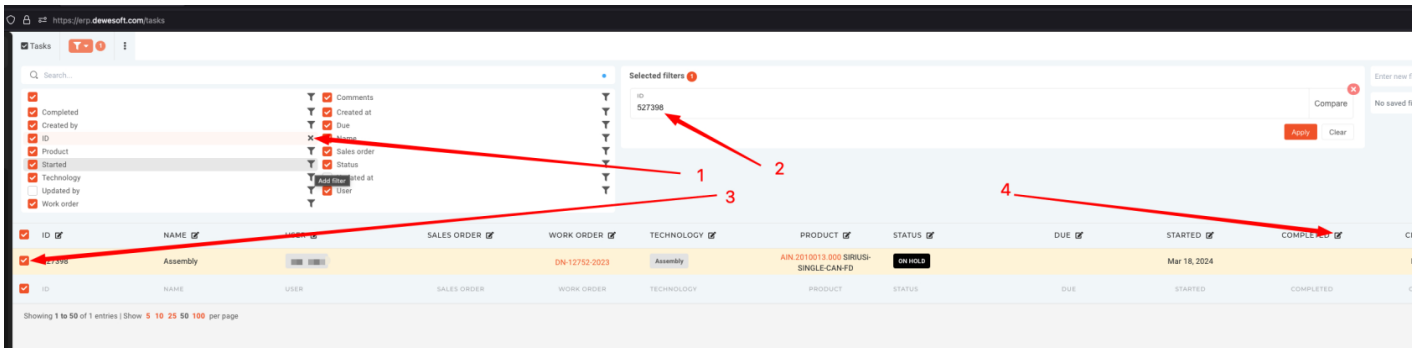 https://erp.dewesoft.com/tasks
Tasks
1
Search...
Selected filters 1
Enter new f
Comments
Completed
Created at
Created by
Due
ID
Name
Product
Sales order
Started
Status
Technology
Add filter
ated at
Updated by
User
Work order
ID
527398
Compare
No saved fi
Apply
Clear
1
2
3
4
ID NAME USER SALES ORDER WORK ORDER TECHNOLOGY PRODUCT STATUS DUE STARTED COMPLETED
527398 Assembly DN-12752-2023 Assembly AIN.2010013.000 SIRIUSi- ON HOLD Mar 18, 2024
SINGLE-CAN-FD
ID NAME USER SALES ORDER WORK ORDER TECHNOLOGY PRODUCT STATUS DUE STARTED COMPLETED
Showing 1 to 50 of 1 entries | Show 5 10 25 50 100 per page